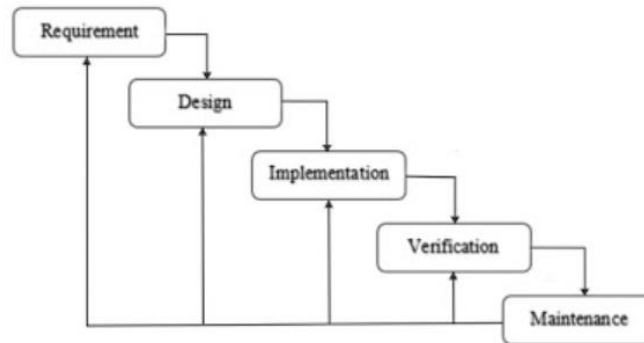 Requirement
Design
Implementation
Verification
Maintenance